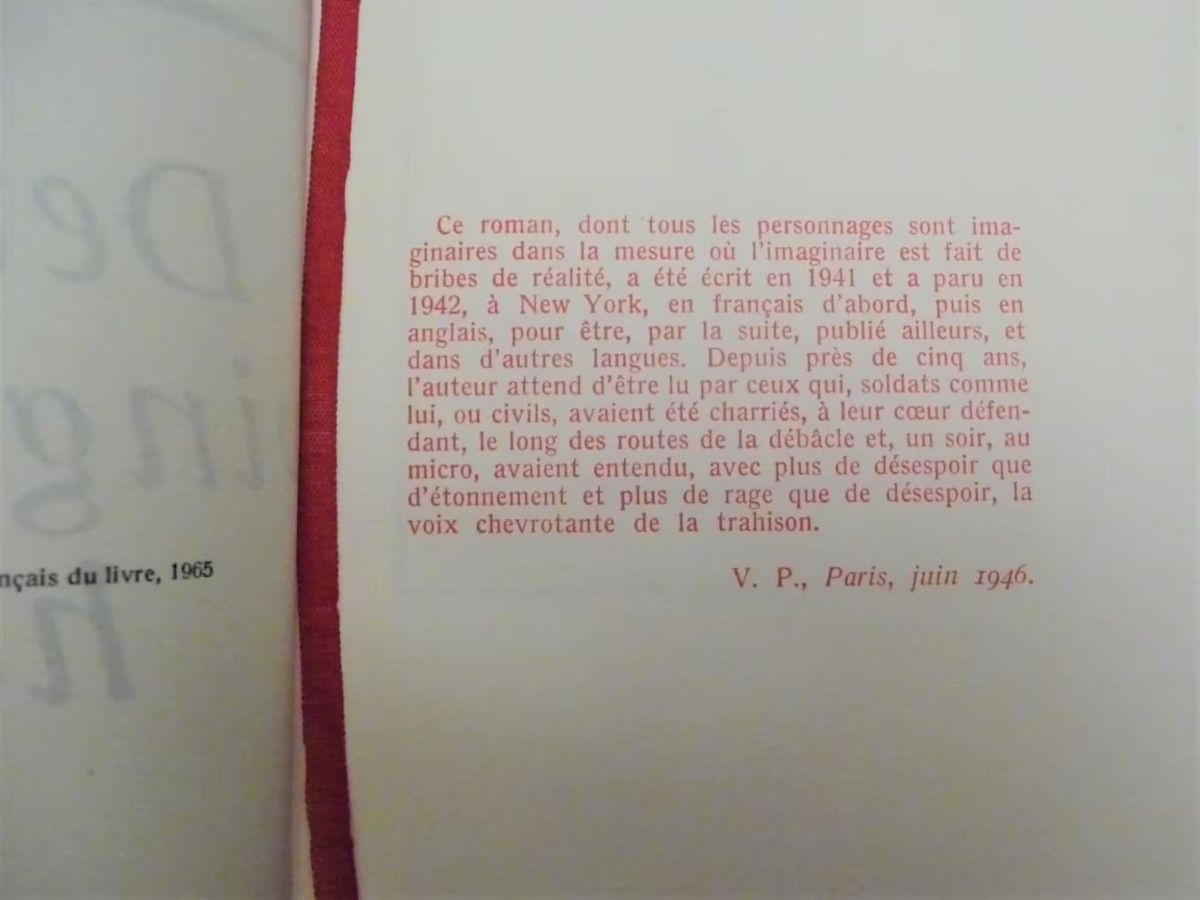 nçais du livre, 1965
Ce roman, dont tous les personnages sont ima-
ginaires dans la mesure où l'imaginaire est fait de
bribes de réalité, a été écrit en 1941 et a paru en
1942, à New York, en français d'abord, puis en
anglais, pour être, par la suite, publié ailleurs, et
dans d'autres langues. Depuis près de cinq ans,
l'auteur attend d'être lu par ceux qui, soldats comme
lui, ou civils, avaient été charriés, à leur cœur défen-
dant, le long des routes de la débâcle et, un soir, au
micro, avaient entendu, avec plus de désespoir que
d'étonnement et plus de rage que de désespoir, la
voix chevrotante de la trahison.
V. P., Paris, juin 1946.